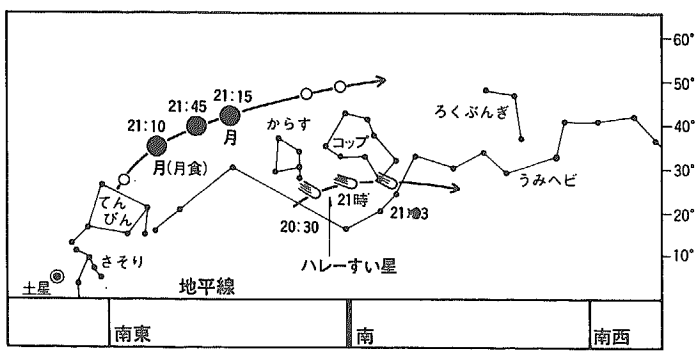 60°
50°
40°
30°
20°
10°
21:15
21:45
21:10
月
月(月食)
からす
コップ
ろくぶんぎ
うみヘビ
てん
びん
20:30
21時
ハレーすい星
さそり
土星
地平線
南東
南
南西